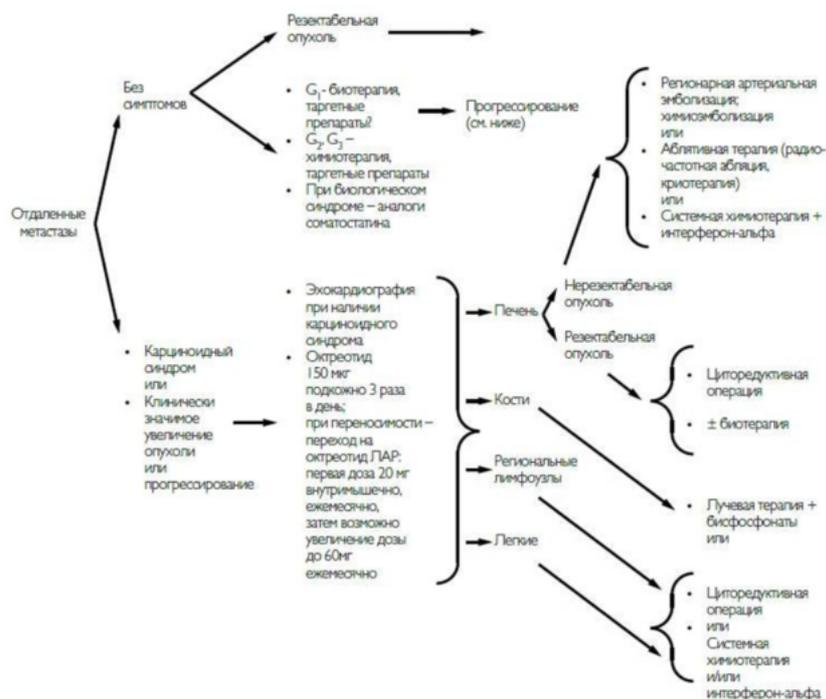 Резектабельная
опухоль
Без
симптомов
• G₁- биотерапия,
таргетные
препараты?
• G₂, G₃ –
химиотерапия,
таргетные препараты
• При биологическом
синдроме – аналоги
соматостатина
Прогрессирование
(см. ниже)
• Регионарная артериальная
эмболизация;
химиоэмболизация
или
• Аблятивная терапия (радио-
частотная абляция,
криотерапия)
или
• Системная химиотерапия +
интерферон-альфа
Отдаленные
метастазы
• Карциноидный
синдром
или
• Клинически
значимое
увеличение
опухоли
или
прогрессирование
• Эхокардиография
при наличии
карциноидного
синдрома
• Октреотид
150 мкг
подкожно 3 раза
в день;
при переносимости –
переход на
октреотид ЛАР:
первая доза 20 мг
внутримышечно,
ежемесячно,
затем возможно
увеличение дозы
до 60мг
ежемесячно
Печень
Нерезектабельная
опухоль
Резектабельная
опухоль
• Циторедуктивная
операция
• ± биотерапия
Кости
• Лучевая терапия +
бисфосфонаты
или
Региональные
лимфоузлы
Легкие
• Циторедуктивная
операция
• или
• Системная
химиотерапия
и/или
интерферон-альфа